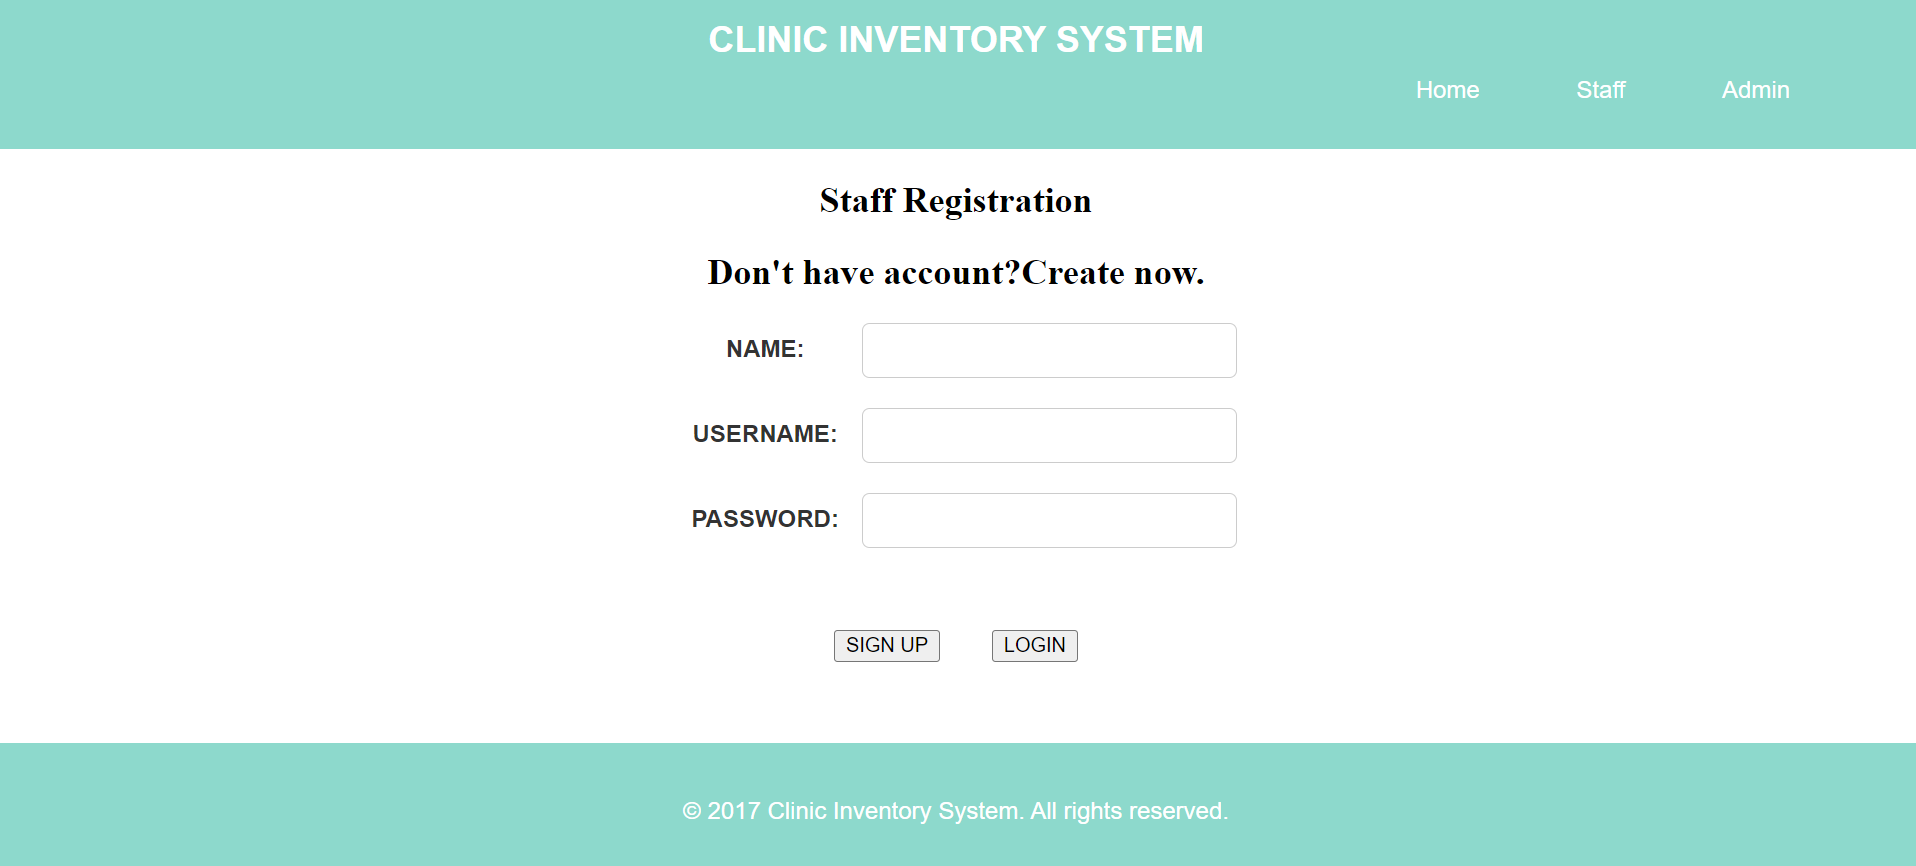 CLINIC INVENTORY SYSTEM
Home Staff Admin
Staff Registration
Don't have account?Create now.
NAME:
USERNAME:
PASSWORD:
SIGN UP LOGIN
© 2017 Clinic Inventory System. All rights reserved.